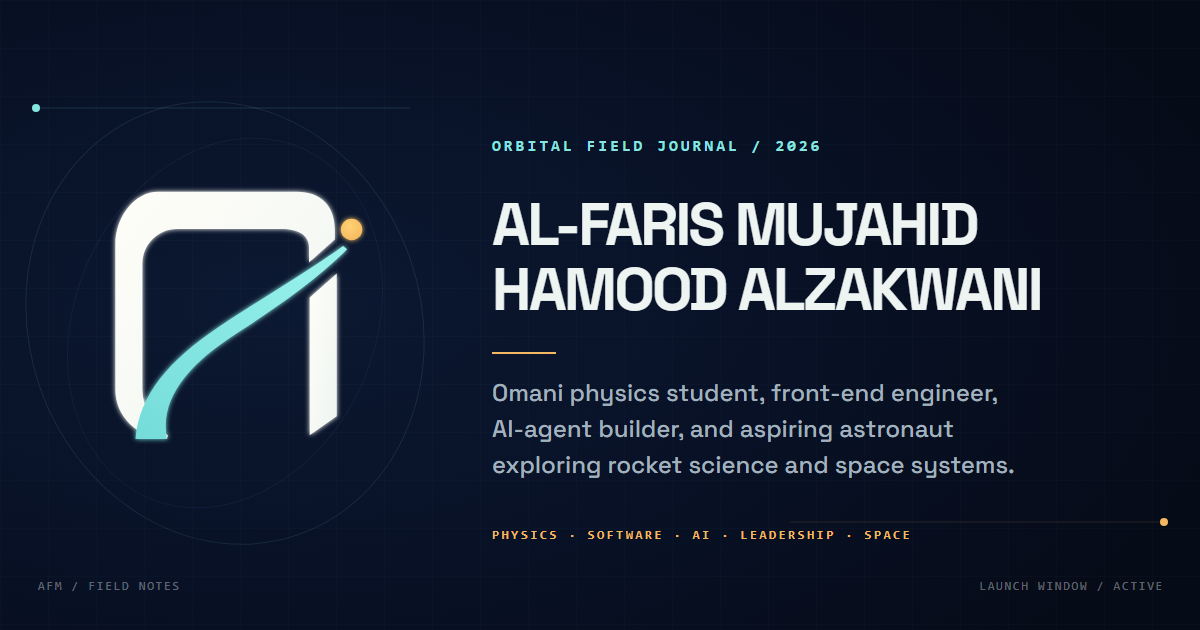 ORBITAL FIELD JOURNAL / 2026
AL-FARIS MUJAHID
HAMOOD ALZAKWANI
Omani physics student, front-end engineer,
AI-agent builder, and aspiring astronaut
exploring rocket science and space systems.
PHYSICS · SOFTWARE · AI · LEADERSHIP · SPACE
AFM / FIELD NOTES
LAUNCH WINDOW / ACTIVE